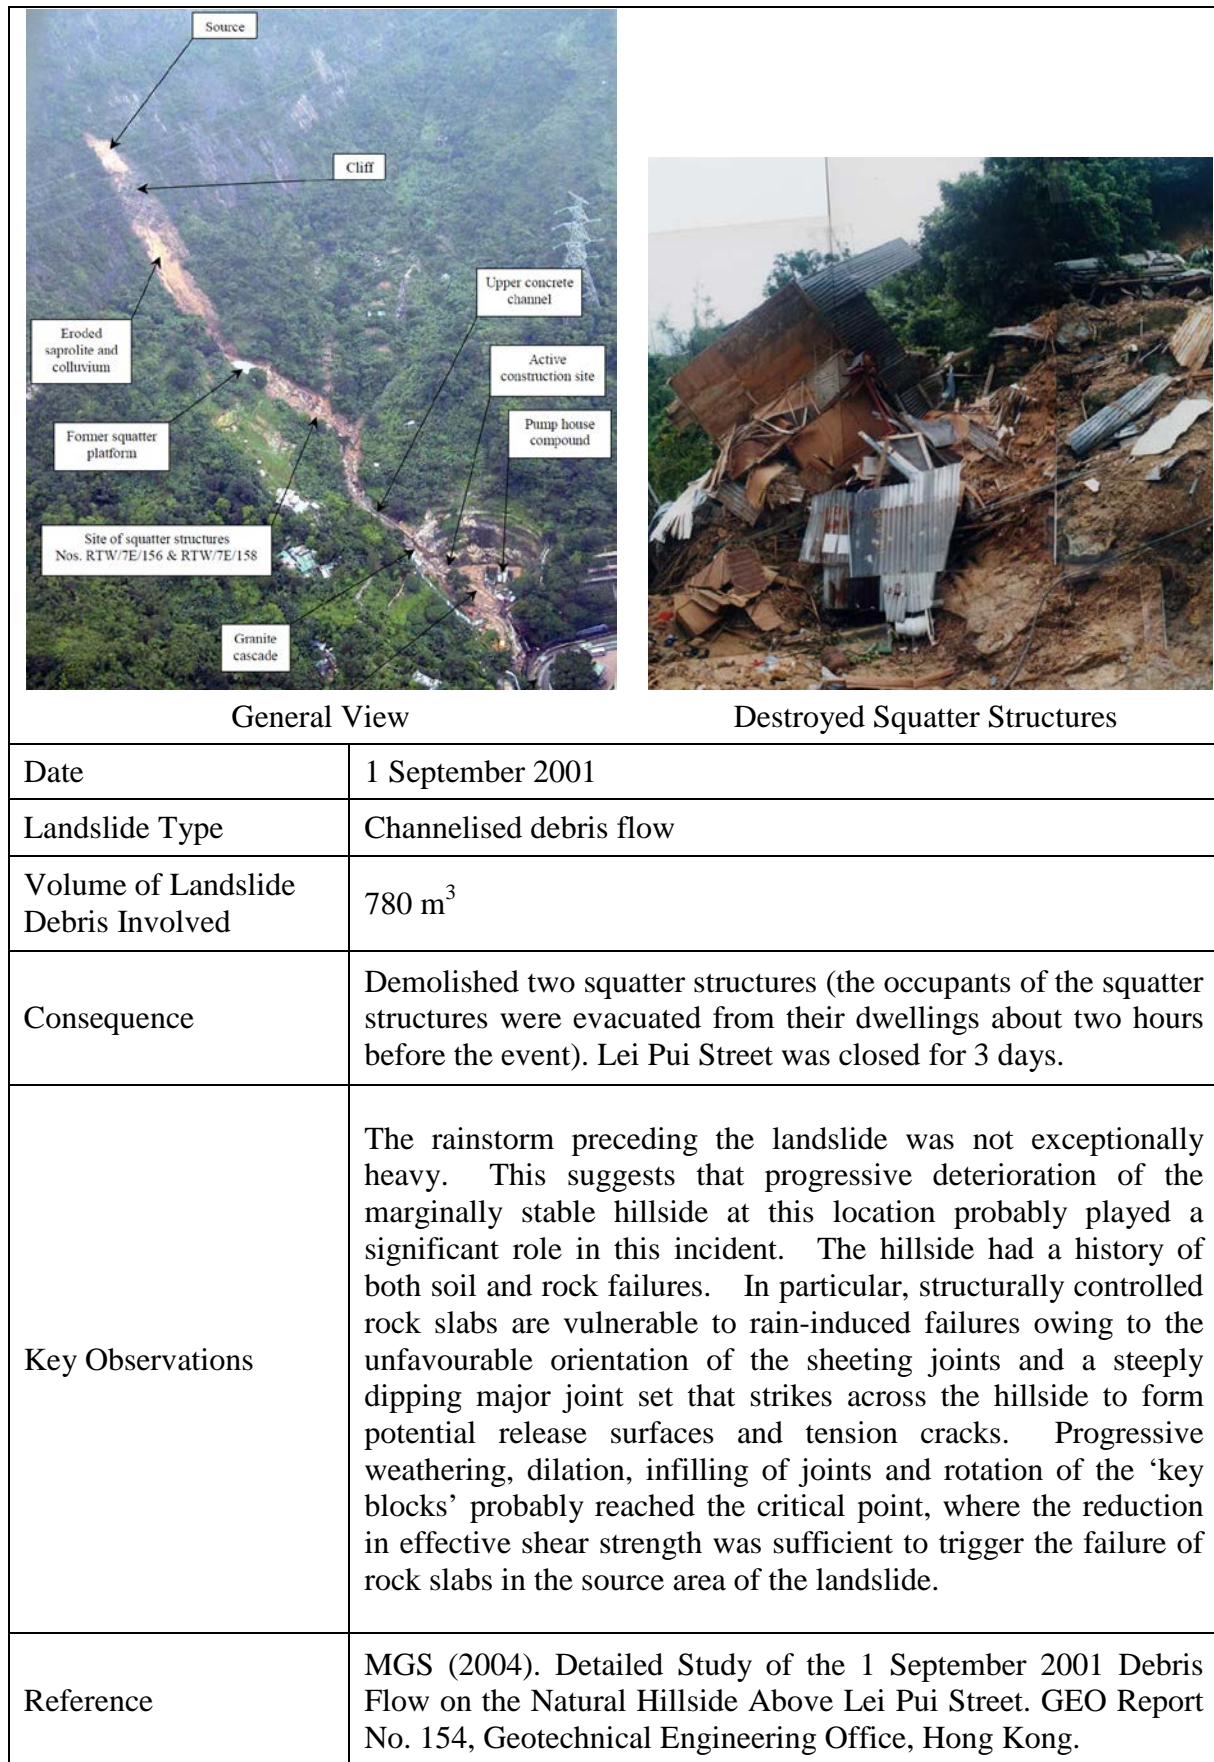 Source
Cliff
Upper concrete
channel
Eroded
saprolite and
colluvium
Active
construction site
Former squatter
platform
Pump house
compound
Site of squatter structures
Nos. RTW/7E/156 & RTW/7E/158
Granite
cascade
General View
Destroyed Squatter Structures
Date
1 September 2001
Landslide Type
Channelised debris flow
Volume of Landslide
Debris Involved
780 m³
Consequence
Demolished two squatter structures (the occupants of the squatter
structures were evacuated from their dwellings about two hours
before the event). Lei Pui Street was closed for 3 days.
Key Observations
The rainstorm preceding the landslide was not exceptionally
heavy. This suggests that progressive deterioration of the
marginally stable hillside at this location probably played a
significant role in this incident. The hillside had a history of
both soil and rock failures. In particular, structurally controlled
rock slabs are vulnerable to rain-induced failures owing to the
unfavourable orientation of the sheeting joints and a steeply
dipping major joint set that strikes across the hillside to form
potential release surfaces and tension cracks. Progressive
weathering, dilation, infilling of joints and rotation of the ‘key
blocks’ probably reached the critical point, where the reduction
in effective shear strength was sufficient to trigger the failure of
rock slabs in the source area of the landslide.
Reference
MGS (2004). Detailed Study of the 1 September 2001 Debris
Flow on the Natural Hillside Above Lei Pui Street. GEO Report
No. 154, Geotechnical Engineering Office, Hong Kong.